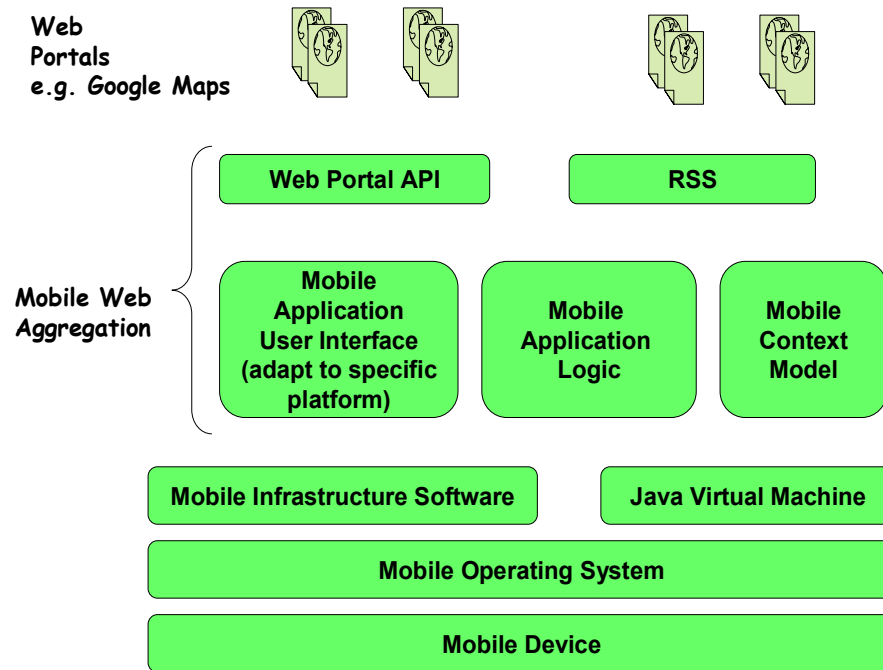 Web
Portals
e.g. Google Maps
Web Portal API
RSS
Mobile Web
Aggregation
Mobile
Application
User Interface
(adapt to specific
platform)
Mobile
Application
Logic
Mobile
Context
Model
Mobile Infrastructure Software
Java Virtual Machine
Mobile Operating System
Mobile Device